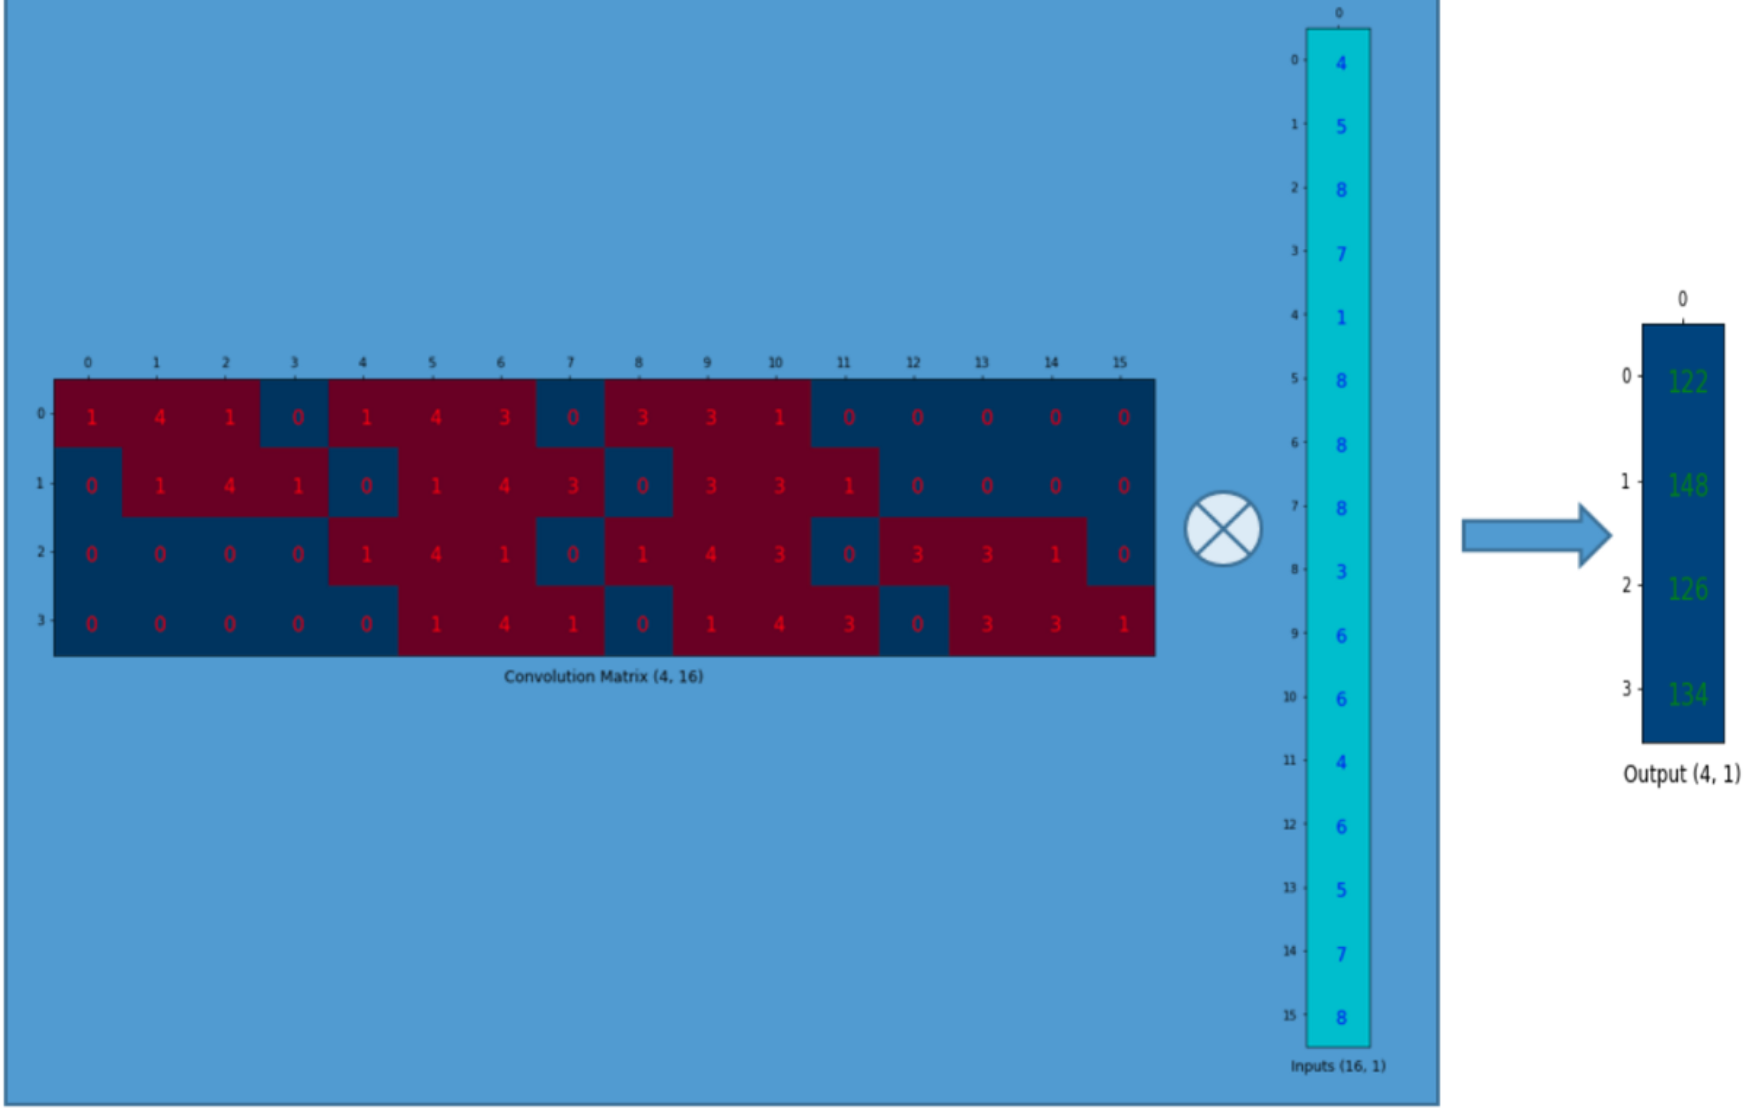 0 1 2 3 4 5 6 7 8 9 10 11 12 13 14 15
0 1 4 1 0 1 4 3 0 3 3 1 0 0 0 0 0
1 0 1 4 1 0 1 4 3 0 3 3 1 0 0 0 0
2 0 0 0 0 1 4 1 0 1 4 3 0 3 3 1 0
3 0 0 0 0 0 1 4 1 0 1 4 3 0 3 3 1
Convolution Matrix (4, 16)
0
0 4
1 5
2 8
3 7
4 1
5 8
6 8
7 8
8 3
9 6
10 6
11 4
12 6
13 5
14 7
15 8
Inputs (16, 1)
0
0 122
1 148
2 126
3 134
Output (4, 1)